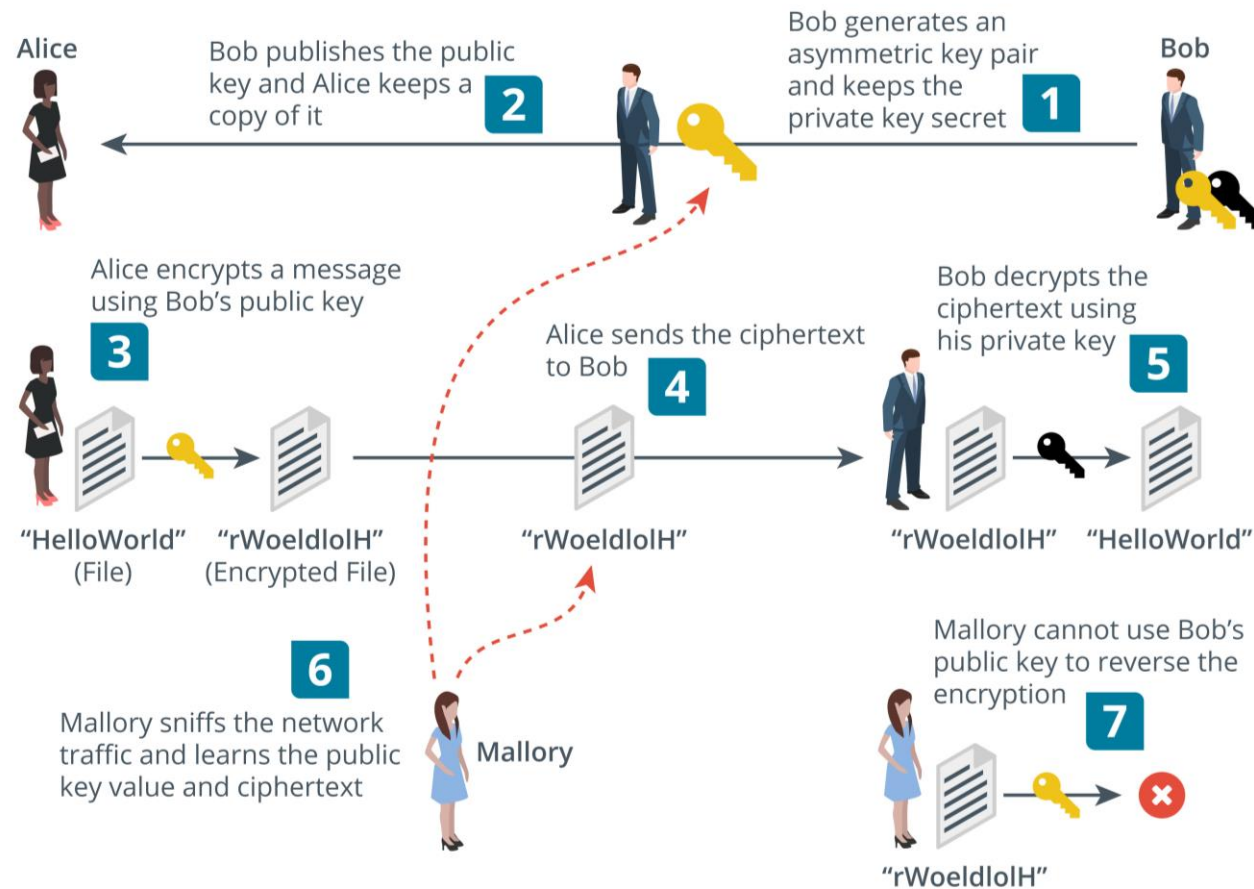 Alice
Bob publishes the public
key and Alice keeps a
copy of it
2
Bob generates an
asymmetric key pair
and keeps the
private key secret
1
Bob
Alice encrypts a message
using Bob’s public key
3
“HelloWorld”
(File)
“rWoeldlolH”
(Encrypted File)
Alice sends the ciphertext
to Bob
4
“rWoeldlolH”
Bob decrypts the
ciphertext using
his private key
5
“rWoeldlolH”
“HelloWorld”
6
Mallory sniffs the network
traffic and learns the public
key value and ciphertext
Mallory
Mallory cannot use Bob’s
public key to reverse the
encryption
7
“rWoeldlolH”